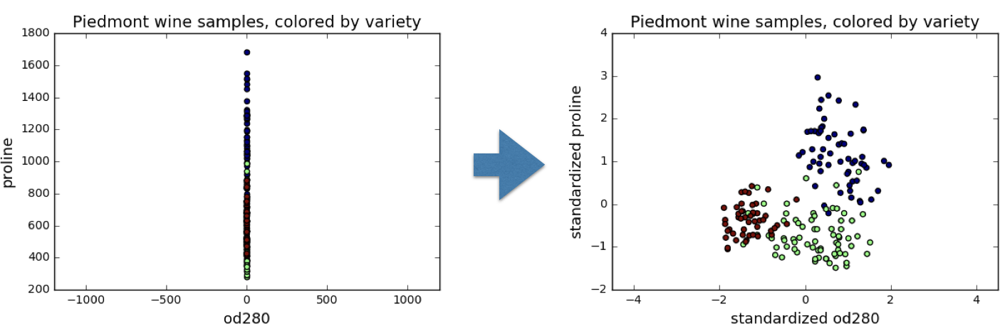 Piedmont wine samples, colored by variety
1800
1600
1400
1200
1000
800
600
400
200
proline
−1000 −500 0 500 1000
od280
Piedmont wine samples, colored by variety
4
3
2
1
0
−1
−2
standardized proline
−4 −2 0 2 4
standardized od280